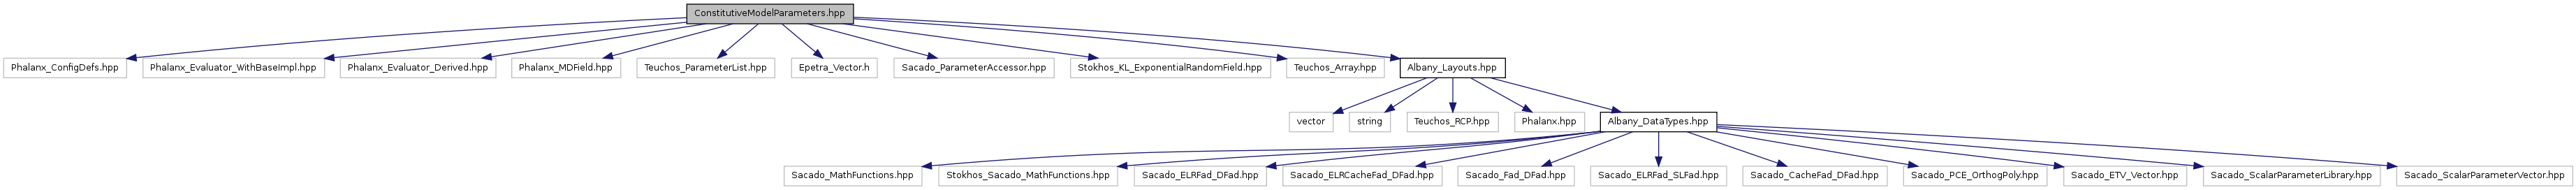 ConstitutiveModelParameters.hpp
Phalanx_ConfigDefs.hpp
Phalanx_Evaluator_WithBaseImpl.hpp
Phalanx_Evaluator_Derived.hpp
Phalanx_MDField.hpp
Teuchos_ParameterList.hpp
Epetra_Vector.h
Sacado_ParameterAccessor.hpp
Stokhos_KL_ExponentialRandomField.hpp
Teuchos_Array.hpp
Albany_Layouts.hpp
vector
string
Teuchos_RCP.hpp
Phalanx.hpp
Albany_DataTypes.hpp
Sacado_MathFunctions.hpp
Stokhos_Sacado_MathFunctions.hpp
Sacado_ELRFad_DFad.hpp
Sacado_ELRCacheFad_DFad.hpp
Sacado_Fad_DFad.hpp
Sacado_ELRFad_SLFad.hpp
Sacado_CacheFad_DFad.hpp
Sacado_PCE_OrthogPoly.hpp
Sacado_ETV_Vector.hpp
Sacado_ScalarParameterLibrary.hpp
Sacado_ScalarParameterVector.hpp